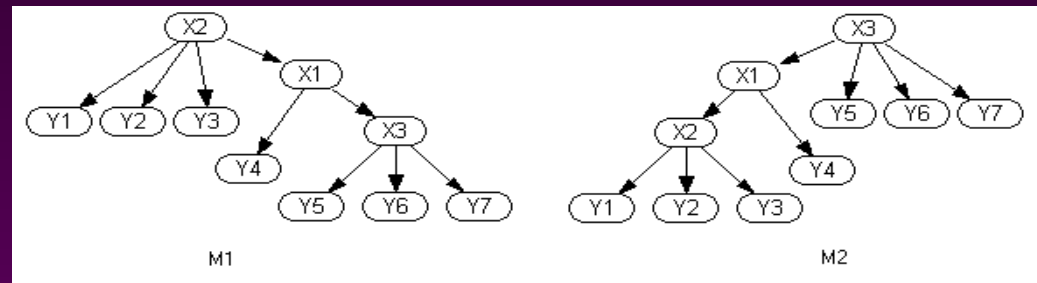 X2 X3
X1 X1
Y1 Y2 Y3 Y5 Y6 Y7
X3 X2
Y4 Y4
Y5 Y6 Y7 Y1 Y2 Y3
M1 M2